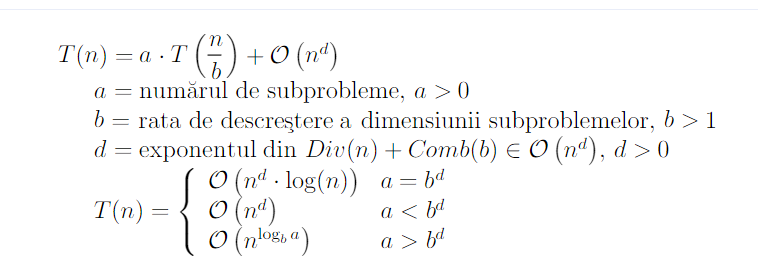 T(n) = a · T (n/b) + O (n^d)
a = numărul de subprobleme, a > 0
b = rata de descreştere a dimensiunii subproblemelor, b > 1
d = exponentul din Div(n) + Comb(b) ∈ O (n^d), d > 0
T(n) = { O (n^d · log(n)) a = b^d
O (n^d) a < b^d
O (n^{log_b a}) a > b^d